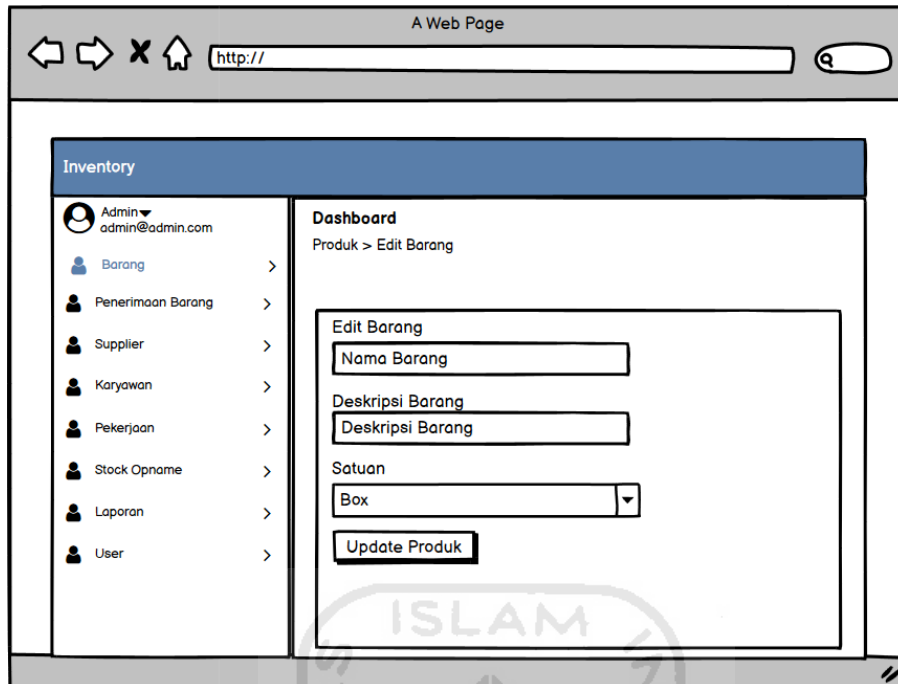 A Web Page
http://
Inventory
Admin
admin@admin.com
Barang
Penerimaan Barang
Supplier
Karyawan
Pekerjaan
Stock Opname
Laporan
User
Dashboard
Produk > Edit Barang
Edit Barang
Nama Barang
Deskripsi Barang
Deskripsi Barang
Satuan
Box
Update Produk
ISLAM